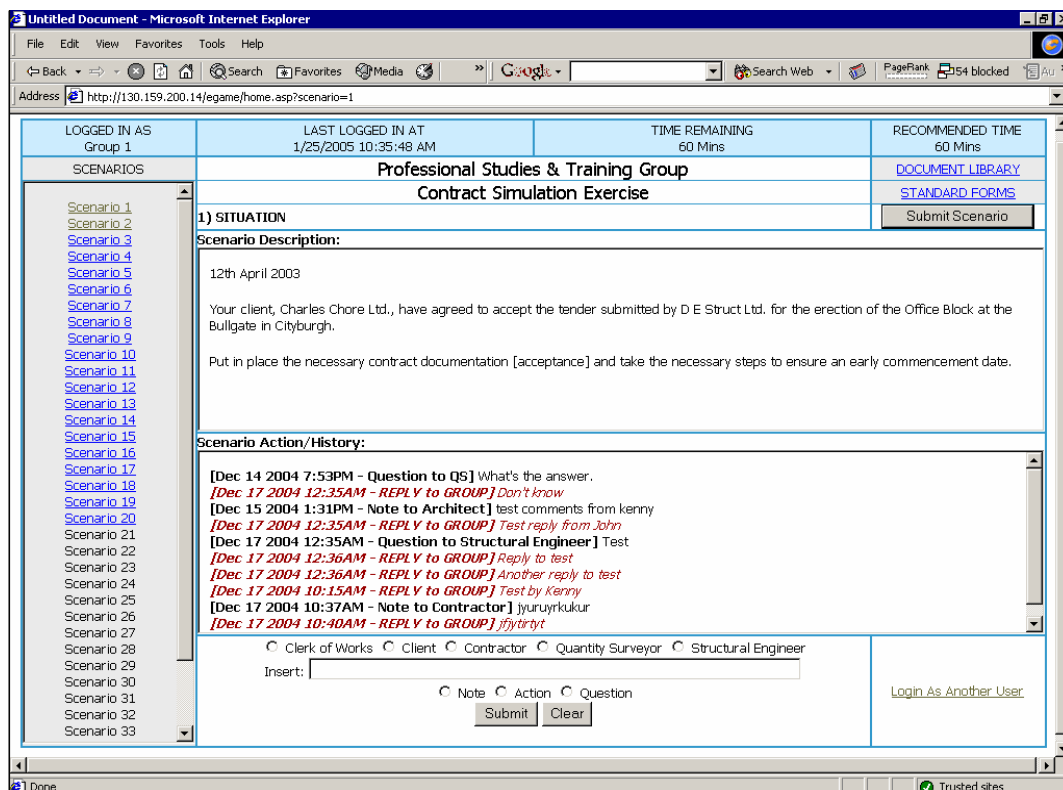 Untitled Document - Microsoft Internet Explorer
File Edit View Favorites Tools Help
Back Search Favorites Media » Google Search Web PageRank 54 blocked Au
Address http://130.159.200.14/egame/home.asp?scenario=1
LOGGED IN AS LAST LOGGED IN AT TIME REMAINING RECOMMENDED TIME
Group 1 1/25/2005 10:35:48 AM 60 Mins 60 Mins
SCENARIOS Professional Studies & Training Group DOCUMENT LIBRARY
Contract Simulation Exercise STANDARD FORMS
1) SITUATION Submit Scenario
Scenario 1
Scenario 2
Scenario 3
Scenario 4
Scenario 5
Scenario 6
Scenario 7
Scenario 8
Scenario 9
Scenario 10
Scenario 11
Scenario 12
Scenario 13
Scenario 14
Scenario 15
Scenario 16
Scenario 17
Scenario 18
Scenario 19
Scenario 20
Scenario 21
Scenario 22
Scenario 23
Scenario 24
Scenario 25
Scenario 26
Scenario 27
Scenario 28
Scenario 29
Scenario 30
Scenario 31
Scenario 32
Scenario 33
Scenario Description:
12th April 2003
Your client, Charles Chore Ltd., have agreed to accept the tender submitted by D E Struct Ltd. for the erection of the Office Block at the
Bullgate in Cityburgh.
Put in place the necessary contract documentation [acceptance] and take the necessary steps to ensure an early commencement date.
Scenario Action/History:
[Dec 14 2004 7:53PM - Question to QS] What's the answer.
[Dec 17 2004 12:35AM - REPLY to GROUP] Don't know
[Dec 15 2004 1:31PM - Note to Architect] test comments from kenny
[Dec 17 2004 12:35AM - REPLY to GROUP] Test reply from John
[Dec 17 2004 12:35AM - Question to Structural Engineer] Test
[Dec 17 2004 12:36AM - REPLY to GROUP] Reply to test
[Dec 17 2004 12:36AM - REPLY to GROUP] Another reply to test
[Dec 17 2004 10:15AM - REPLY to GROUP] Test by Kenny
[Dec 17 2004 10:37AM - Note to Contractor] jyuruyrkukur
[Dec 17 2004 10:40AM - REPLY to GROUP] jfjytirtyt
Clerk of Works Client Contractor Quantity Surveyor Structural Engineer
Insert:
Note Action Question
Submit Clear
Login As Another User
Done Trusted sites